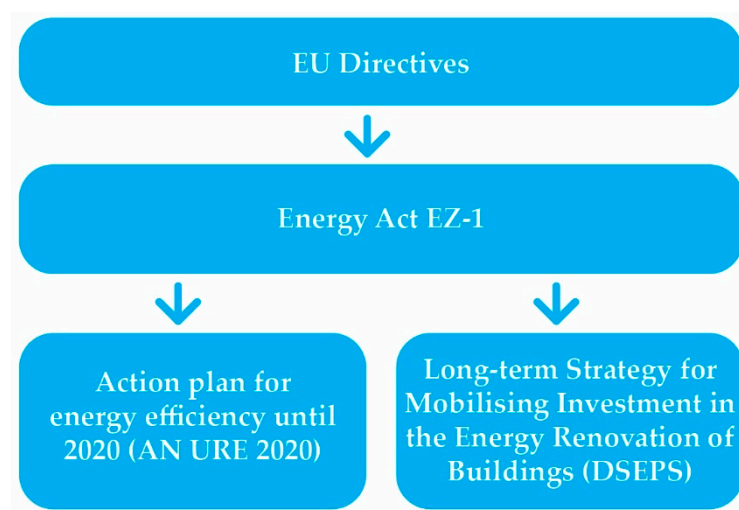 EU Directives
Energy Act EZ-1
Action plan for
energy efficiency until
2020 (AN URE 2020)
Long-term Strategy for
Mobilising Investment in
the Energy Renovation of
Buildings (DSEPS)